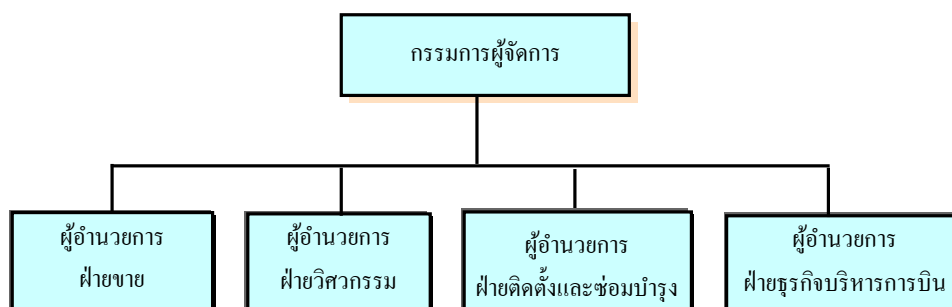 กรรมการผู้จัดการ
ผู้อำนวยการ
ฝ่ายขาย
ผู้อำนวยการ
ฝ่ายวิศวกรรม
ผู้อำนวยการ
ฝ่ายติดตั้งและซ่อมบำรุง
ผู้อำนวยการ
ฝ่ายธุรกิจบริหารการบิน